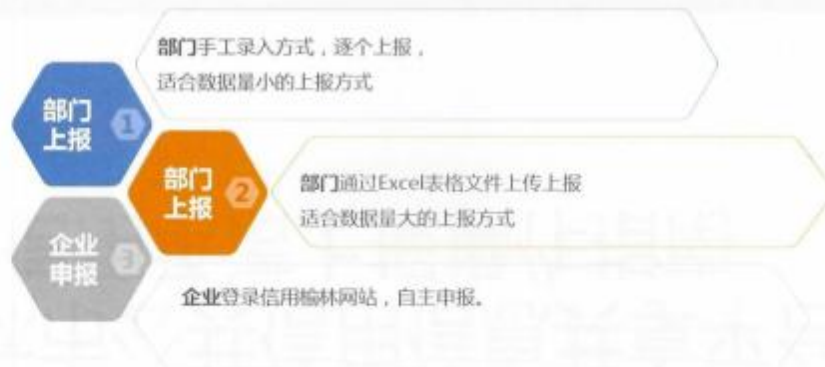 部门手工录入方式，逐个上报，
适合数据量小的上报方式
部门
上报
1
部门
上报
2
部门通过Excel表格文件上传上报
适合数据量大的上报方式
企业
申报
3
企业登录信用榆林网站，自主申报。